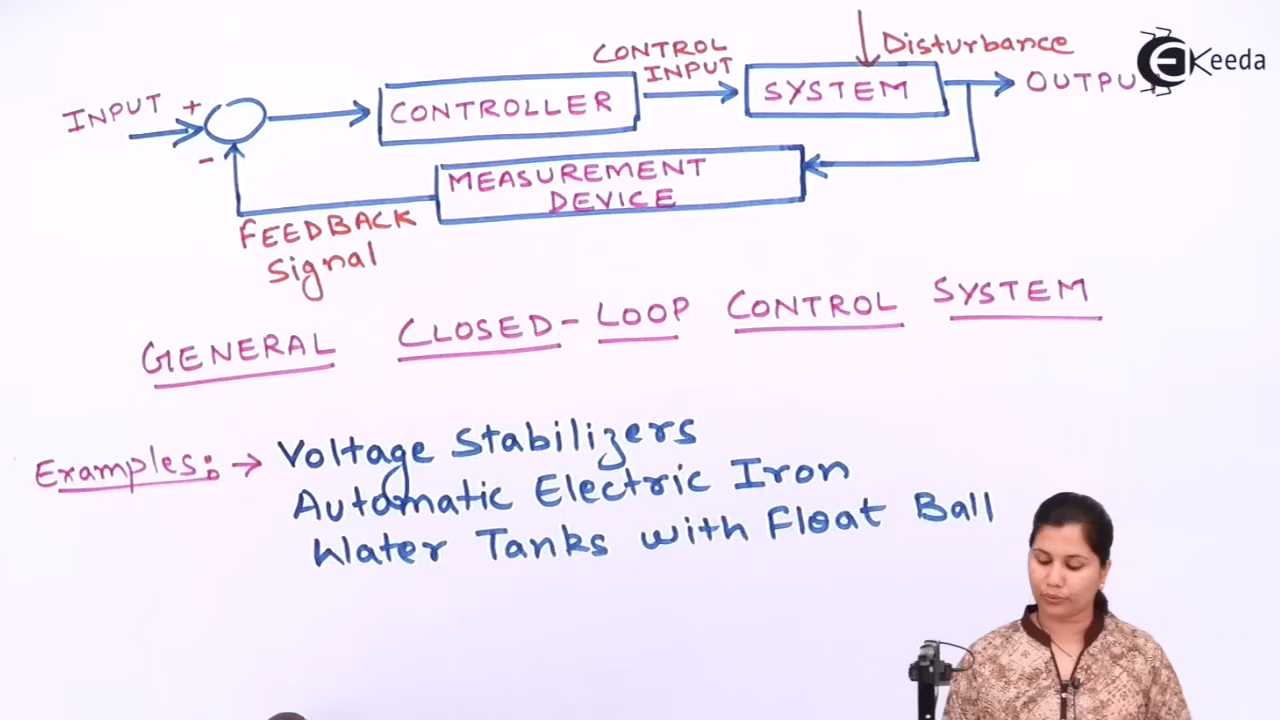 INPUT
+
-
CONTROLLER
CONTROL
INPUT
SYSTEM
Disturbance
OUTPU
EKeeda
MEASUREMENT
DEVICE
FEEDBACK
Signal
GENERAL CLOSED-LOOP CONTROL SYSTEM
Examples: → Voltage Stabilizers
Automatic Electric Iron
Water Tanks with Float Ball